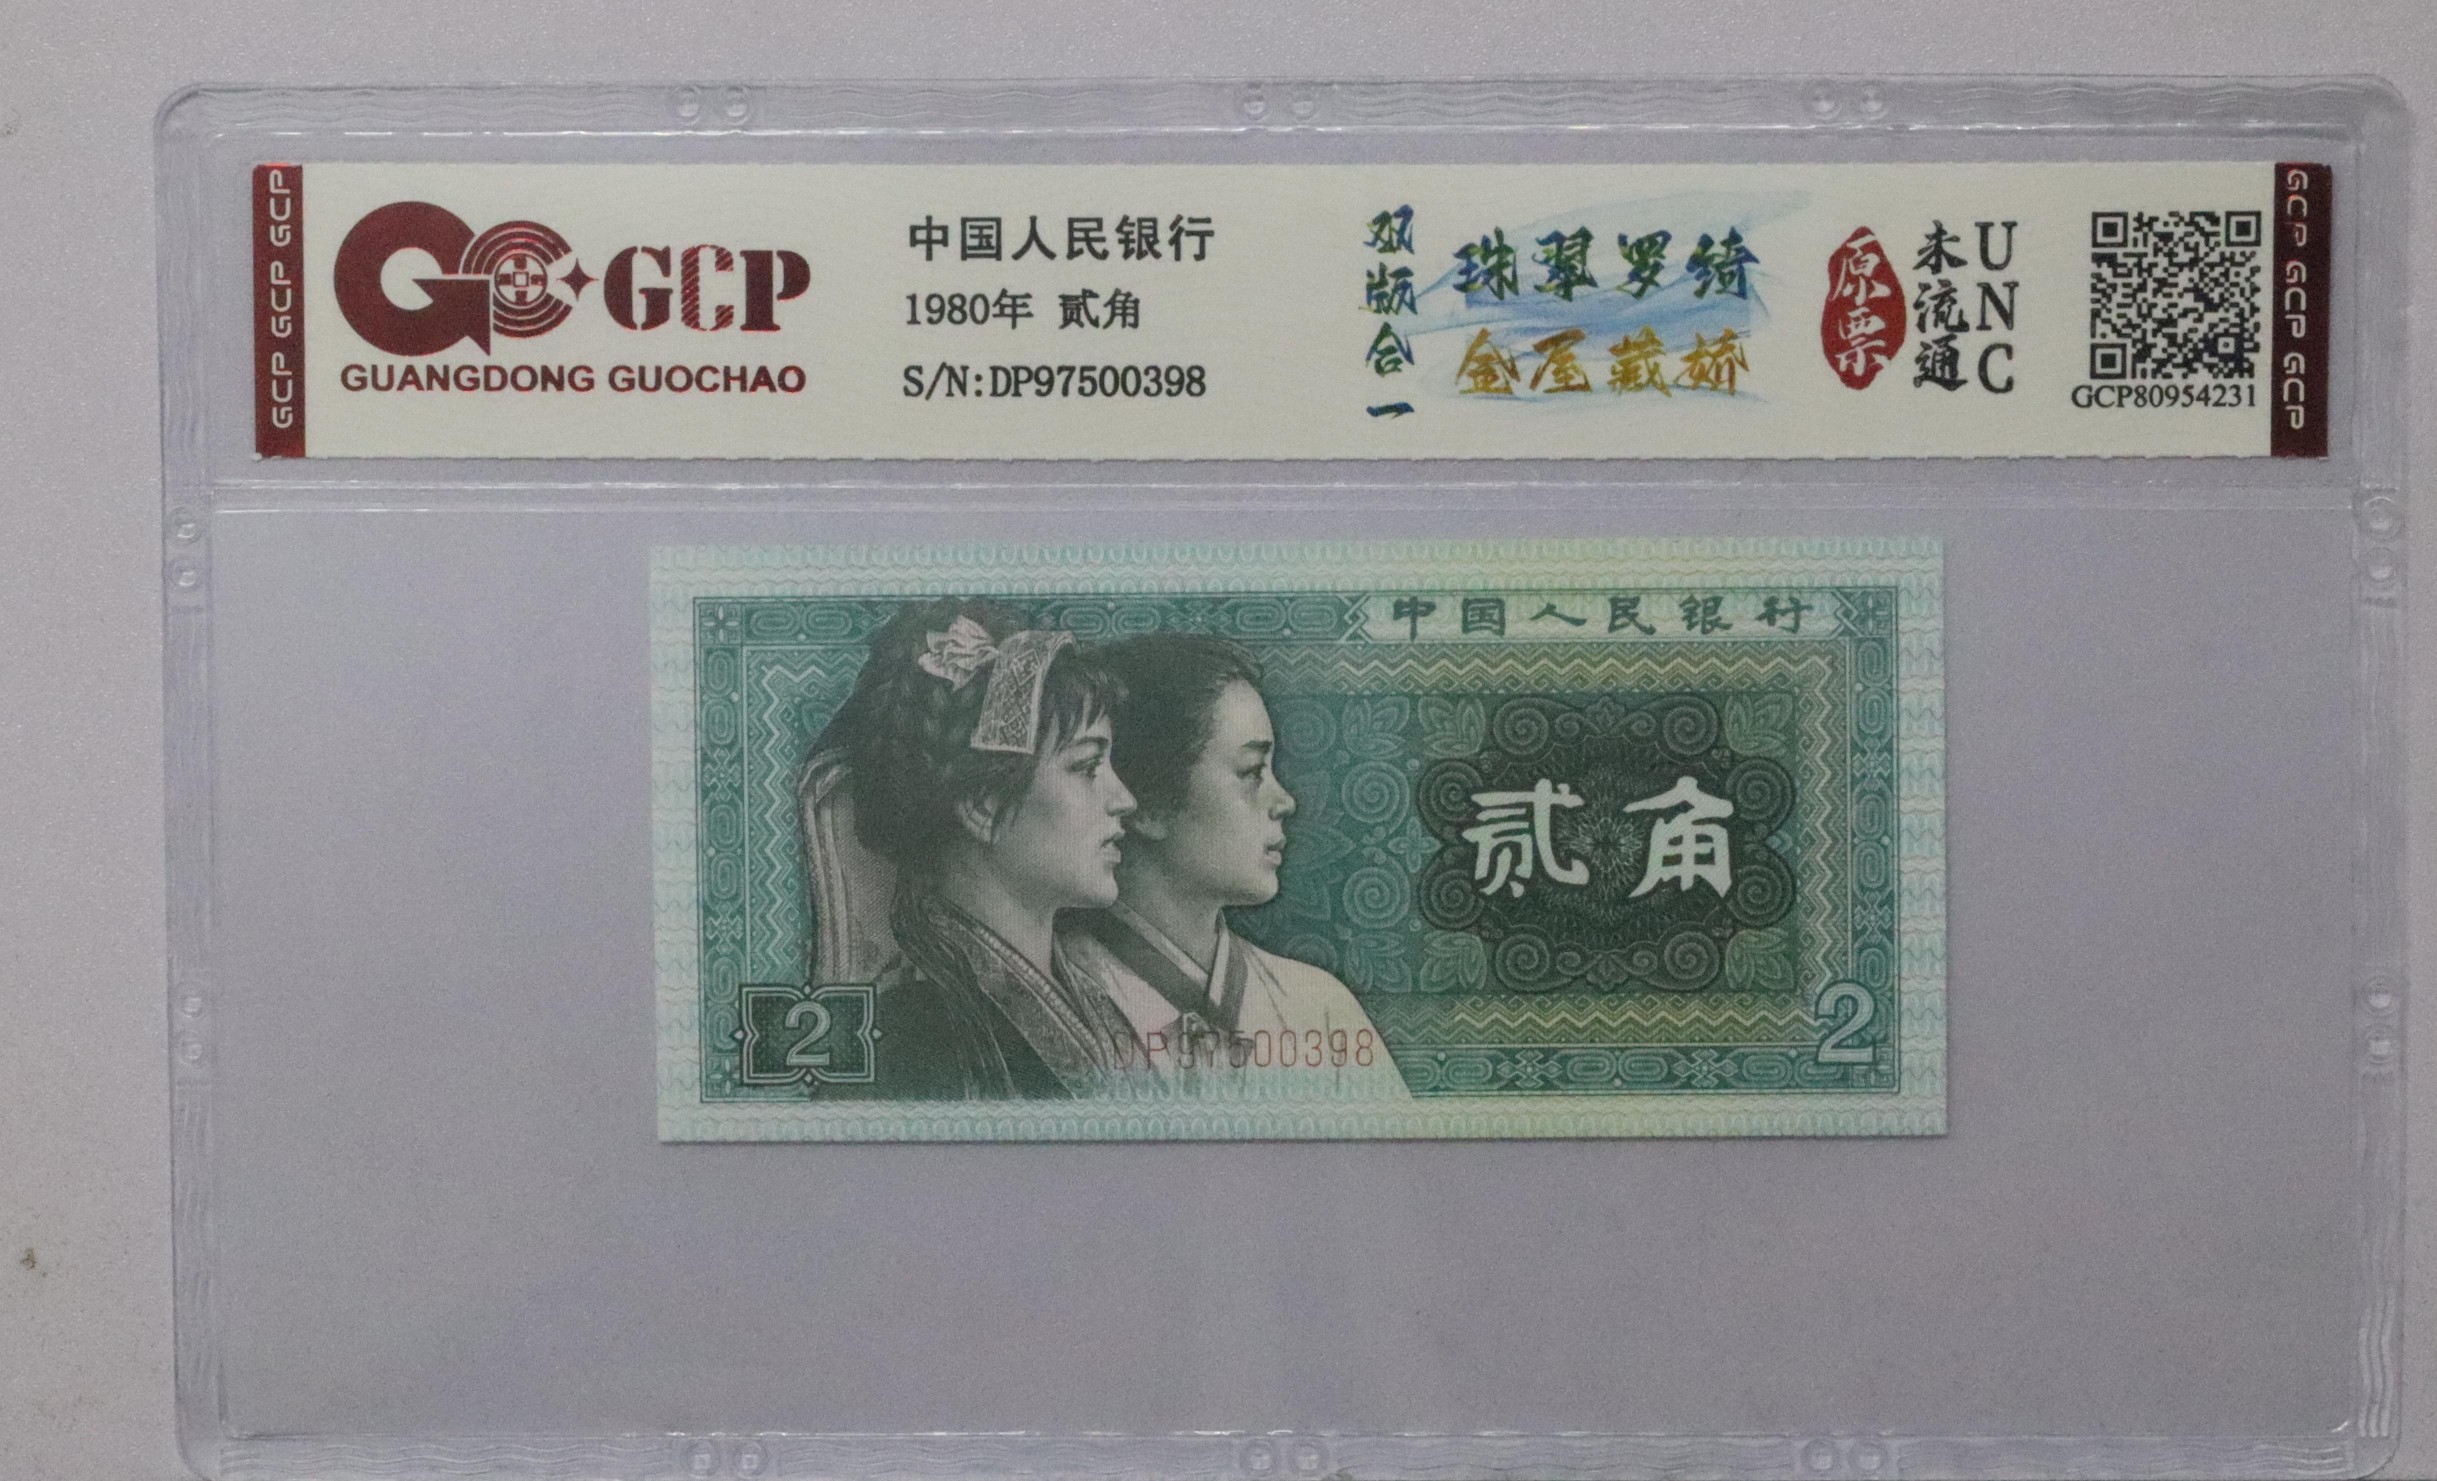 GCP GCP GCP
GCP
GUANGDONG GUOCHAO
中国人民银行
1980年 贰角
S/N:DP97500398
双版合一
珠翠罗绮
金屋藏娇
原票
未流通
UNC
GCP80954231
GCP GCP GCP
中国人民银行
贰角
2
DP97500398
2